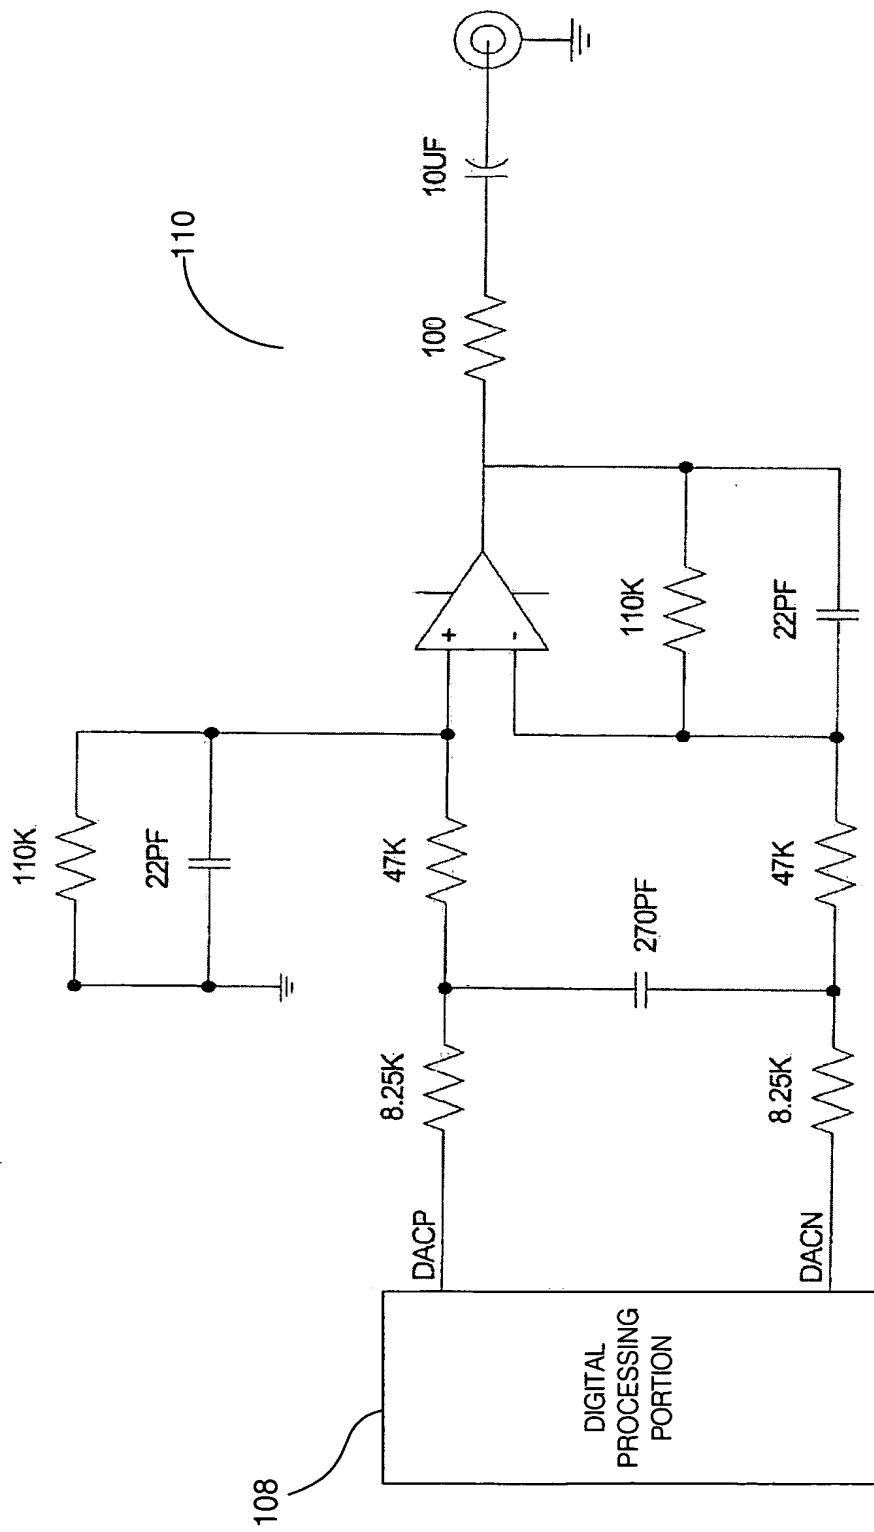 108
DIGITAL
PROCESSING
PORTION
DACP
DACN
8.25K
8.25K
270PF
47K
47K
110K
22PF
+
-
110K
22PF
100
10UF
110